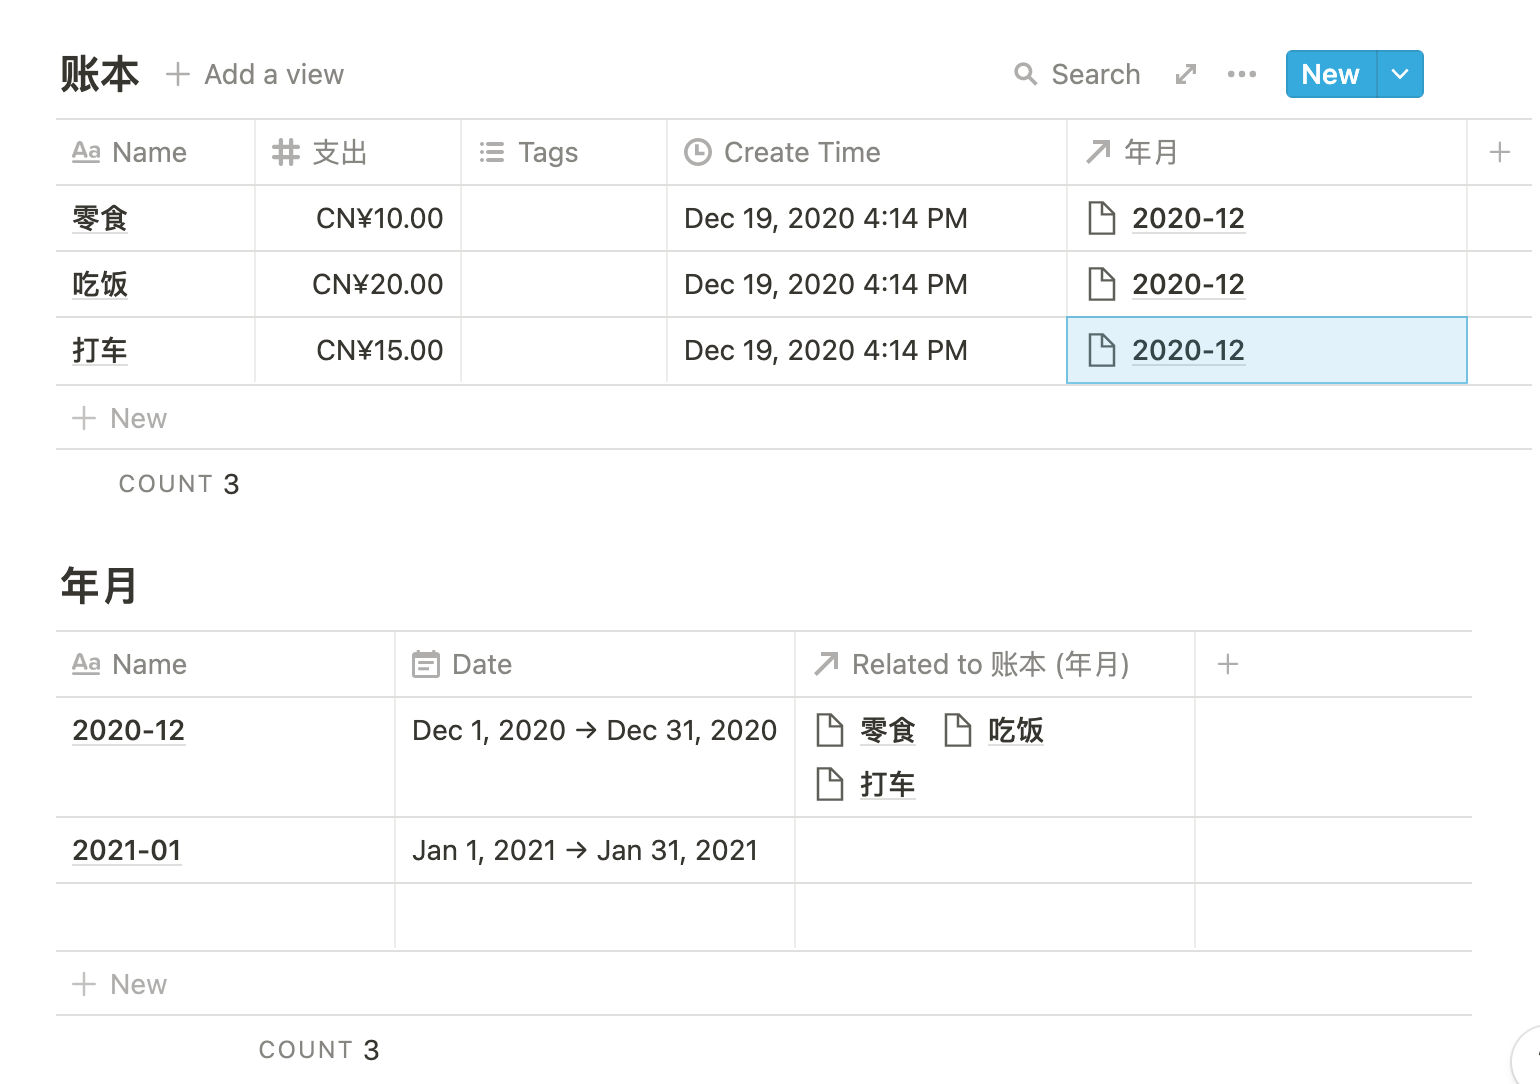 账本 + Add a view Search ••• New
Aa Name # 支出 Tags Create Time 年月 +
零食 CN¥10.00 Dec 19, 2020 4:14 PM 2020-12
吃饭 CN¥20.00 Dec 19, 2020 4:14 PM 2020-12
打车 CN¥15.00 Dec 19, 2020 4:14 PM 2020-12
+ New
COUNT 3
年月
Aa Name Date Related to 账本 (年月) +
2020-12 Dec 1, 2020 → Dec 31, 2020 零食 吃饭
打车
2021-01 Jan 1, 2021 → Jan 31, 2021
+ New
COUNT 3